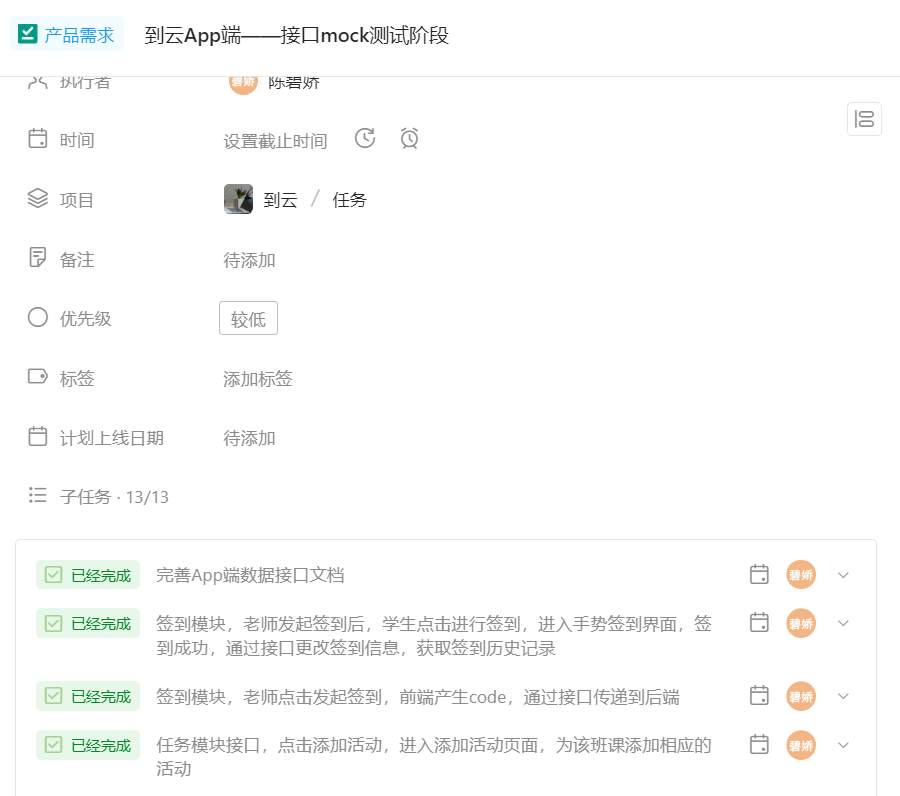 产品需求 到云App端——接口mock测试阶段
执行者 碧娇 陈碧娇
时间 设置截止时间
项目 到云 / 任务
备注 待添加
优先级 较低
标签 添加标签
计划上线日期 待添加
子任务 · 13/13
已经完成 完善App端数据接口文档 碧娇
已经完成 签到模块，老师发起签到后，学生点击进行签到，进入手势签到界面，签 碧娇
到成功，通过接口更改签到信息，获取签到历史记录
已经完成 签到模块，老师点击发起签到，前端产生code，通过接口传递到后端 碧娇
已经完成 任务模块接口，点击添加活动，进入添加活动页面，为该班课添加相应的 碧娇
活动